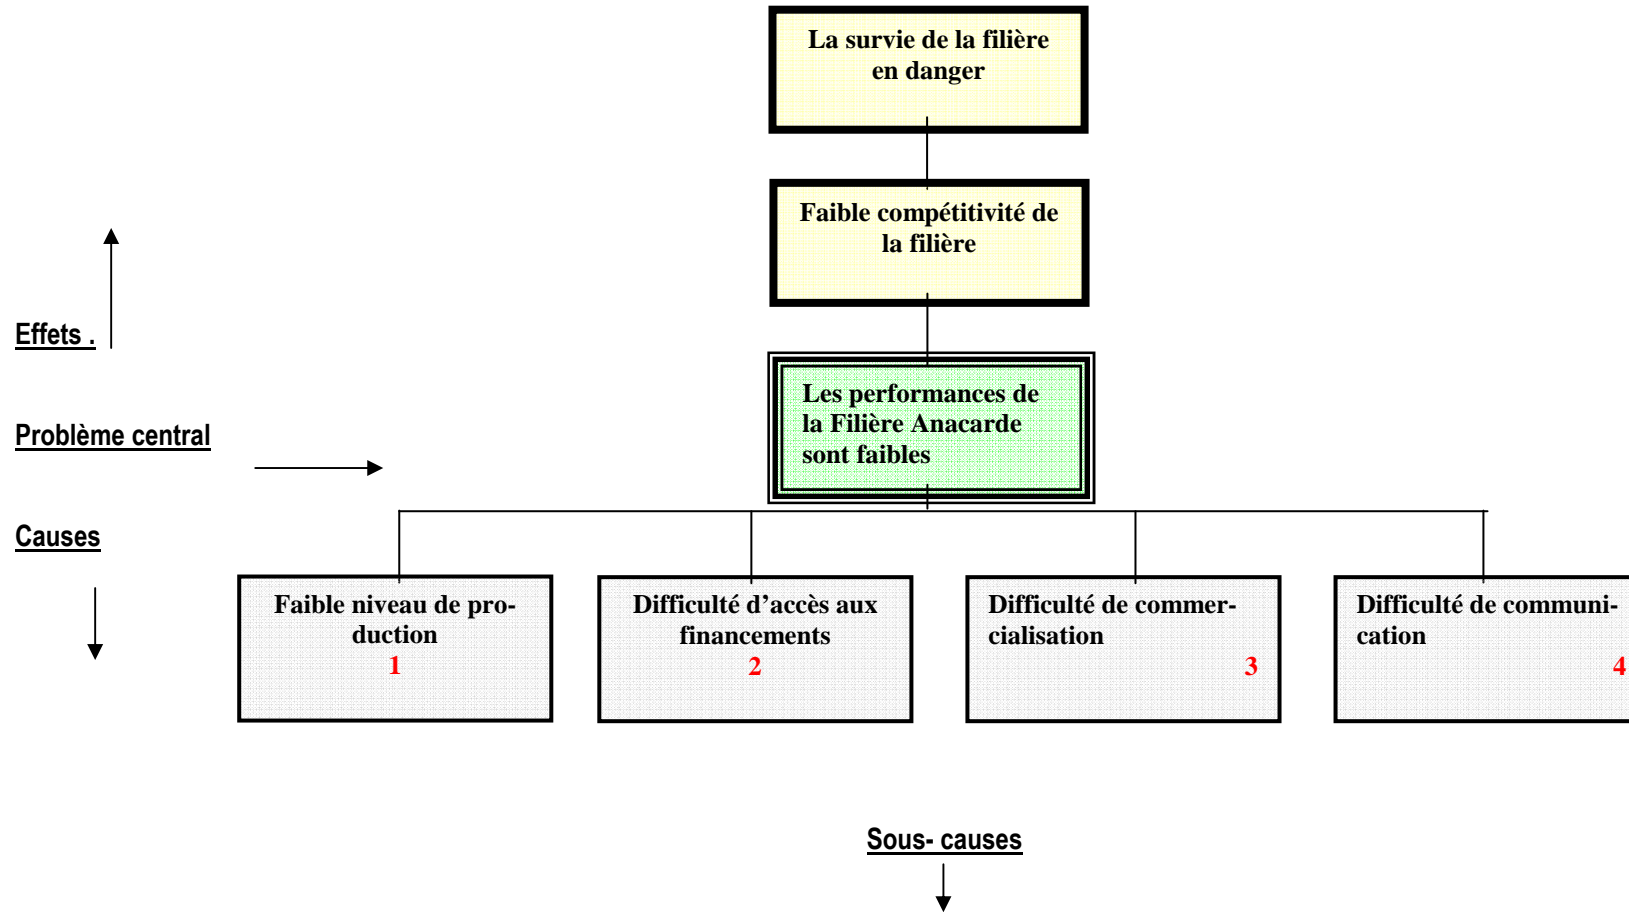 La survie de la filière
en danger
Faible compétitivité de
la filière
Effets .
Les performances de
la Filière Anacarde
sont faibles
Problème central
Causes
Faible niveau de pro-
duction
1
Difficulté d’accès aux
financements
2
Difficulté de commer-
cialisation
3
Difficulté de communi-
cation
4
Sous- causes